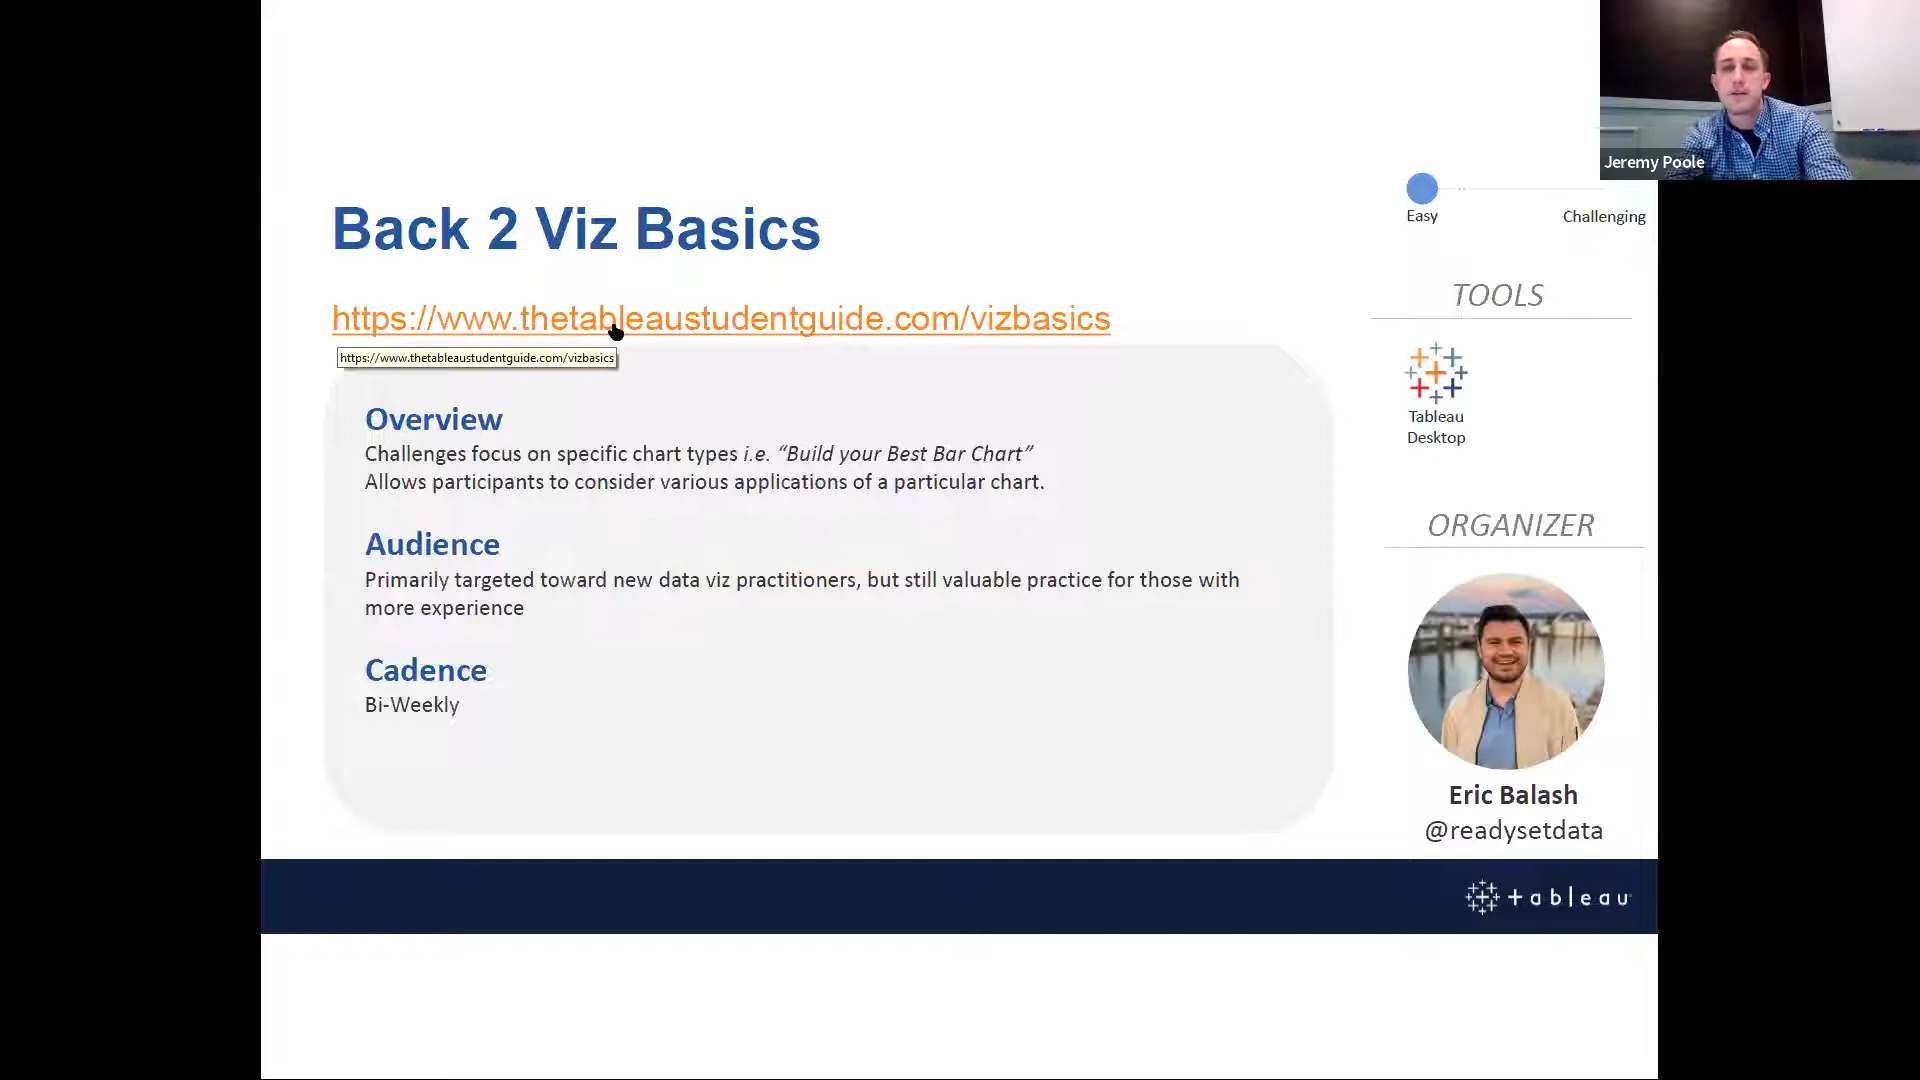 Jeremy Poole
Easy
Challenging
Back 2 Viz Basics
https://www.thetableaustudentguide.com/vizbasics
https://www.thetableaustudentguide.com/vizbasics
Overview
Challenges focus on specific chart types i.e. “Build your Best Bar Chart”
Allows participants to consider various applications of a particular chart.
Audience
Primarily targeted toward new data viz practitioners, but still valuable practice for those with
more experience
Cadence
Bi-Weekly
TOOLS
Tableau
Desktop
ORGANIZER
Eric Balash
@readysetdata
tableau